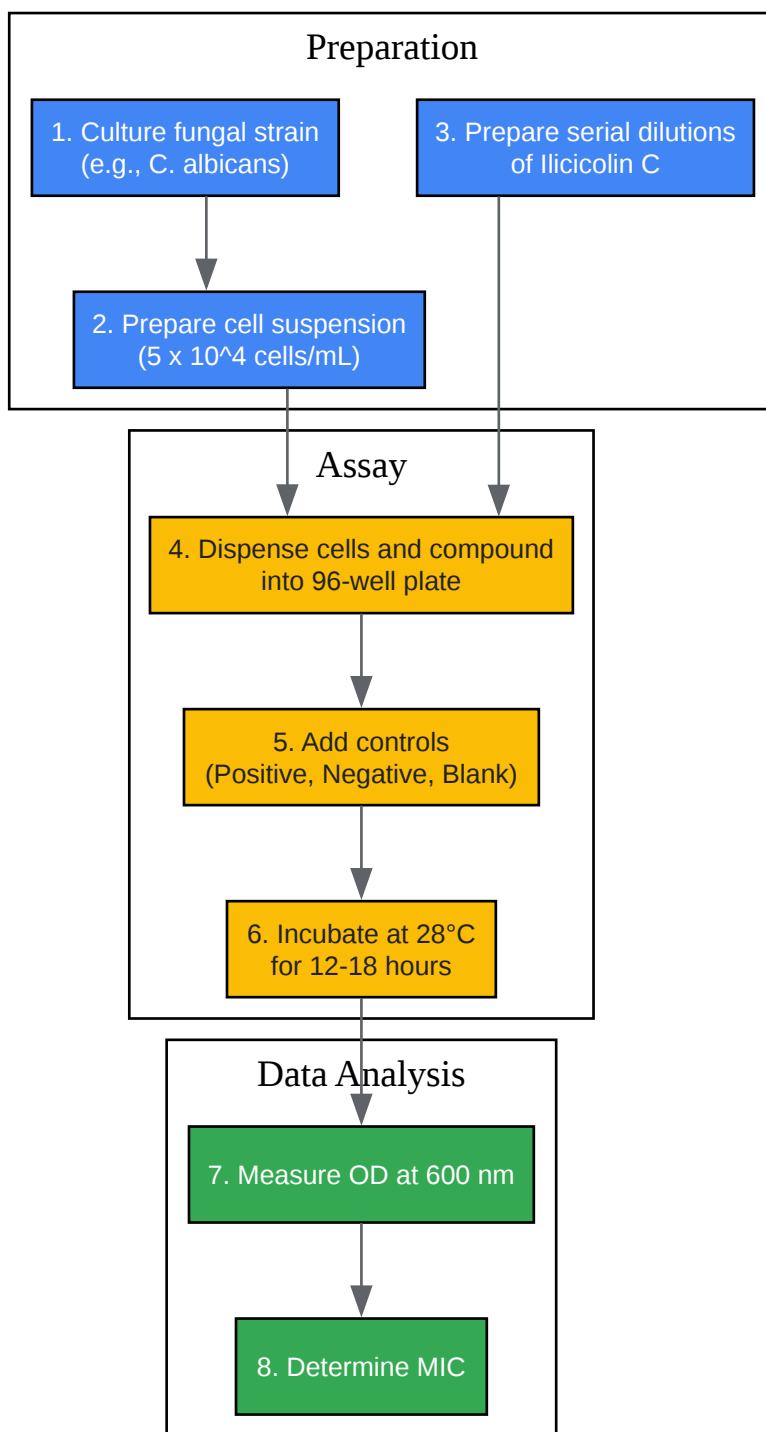 Preparation
1. Culture fungal strain
(e.g., C. albicans)
3. Prepare serial dilutions
of Ilicicolin C
2. Prepare cell suspension
(5 x 10^4 cells/mL)
Assay
4. Dispense cells and compound
into 96-well plate
5. Add controls
(Positive, Negative, Blank)
6. Incubate at 28°C
for 12-18 hours
Data Analysis
7. Measure OD at 600 nm
8. Determine MIC